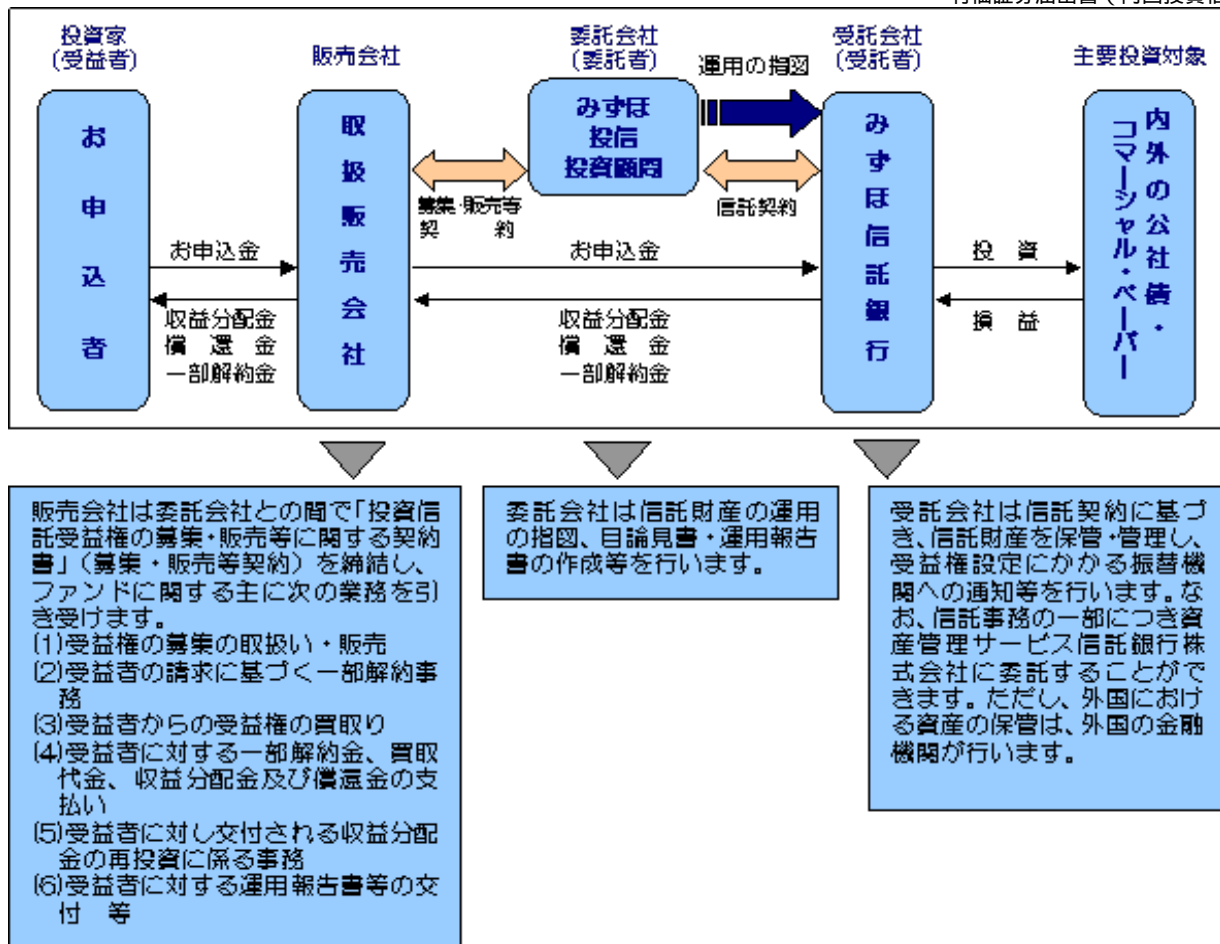 投資家
(受益者)
販売会社
委託会社
(委託者)
受託会社
(受託者)
主要投資対象
運用の指図
お申込者
取扱販売会社
みずほ
投信
投資顧問
みずほ信託銀行
内外の公社債・
コマーシャル・ペーパー
募集・販売等
契約
信託契約
お申込金
お申込金
投資
収益分配金
償還金
一部解約金
収益分配金
償還金
一部解約金
損益
販売会社は委託会社との間で「投資信
託受益権の募集・販売等に関する契約
書」（募集・販売等契約）を締結し、
ファンドに関する主に次の業務を引
き受けます。
(1)受益権の募集の取扱い・販売
(2)受益者の請求に基づく一部解約事
務
(3)受益者からの受益権の買取り
(4)受益者に対する一部解約金、買取
代金、収益分配金及び償還金の支
払い
(5)受益者に対し交付される収益分配
金の再投資に係る事務
(6)受益者に対する運用報告書等の交
付 等
委託会社は信託財産の運用
の指図、目論見書・運用報告
書の作成等を行います。
受託会社は信託契約に基づ
き、信託財産を保管・管理し、
受益権設定にかかる振替機
関への通知等を行います。な
お、信託事務の一部につき資
産管理サービス信託銀行株
式会社に委託することがで
きます。ただし、外国におけ
る資産の保管は、外国の金融
機関が行います。